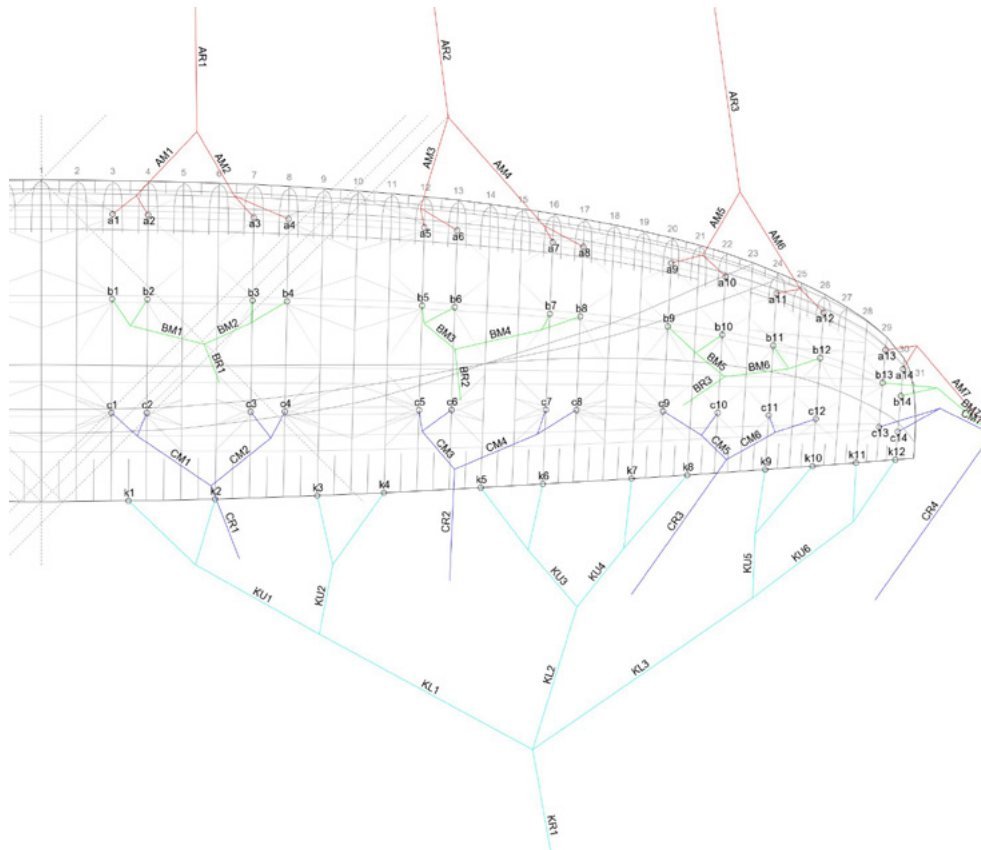 AR1
AR2
AR3
AM1
AM2
AM3
AM4
AM5
AM6
1 2 3 4 5 6 7 8 9 10 11 12 13 14 15 16 17 18 19 20 21 22 23 24 25 26 27 28 29 30 31
a1 a2 a3 a4 a5 a6 a7 a8 a9 a10 a11 a12 a13 a14
AM7
b1 b2 b3 b4 b5 b6 b7 b8 b9 b10 b11 b12 b13 b14
BM1 BM2 BM3 BM4 BM5 BM6
BR1 BR2 BR3
c1 c2 c3 c4 c5 c6 c7 c8 c9 c10 c11 c12 c13 c14
CM1 CM2 CM3 CM4 CM5 CM6
k1 k2 k3 k4 k5 k6 k7 k8 k9 k10 k11 k12
CR1 CR2 CR3 CR4
KU1 KU2 KU3 KU4 KU5 KU6
KL1 KL2 KL3
KR1